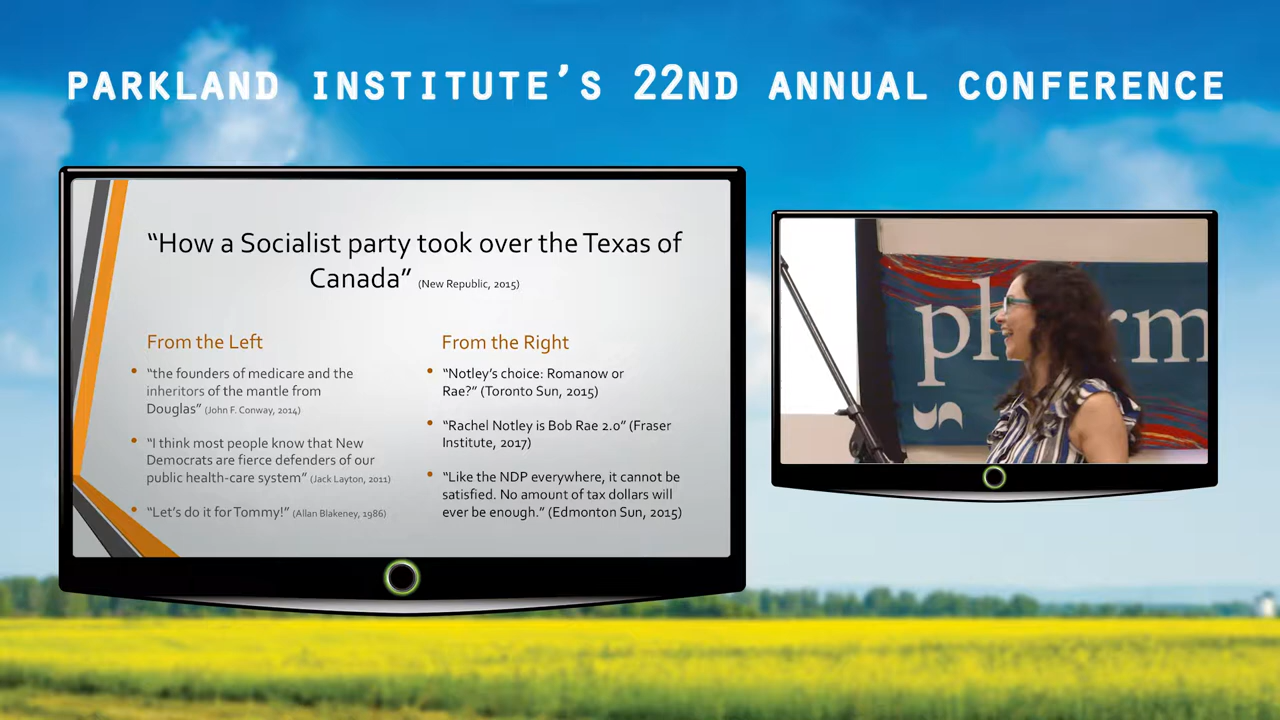 PARKLAND INSTITUTE'S 22ND ANNUAL CONFERENCE
“How a Socialist party took over the Texas of
Canada” (New Republic, 2015)
From the Left
• “the founders of medicare and the
inheritors of the mantle from
Douglas” (John F. Conway, 2014)
• “I think most people know that New
Democrats are fierce defenders of our
public health-care system” (Jack Layton, 2011)
• “Let’s do it for Tommy!” (Allan Blakeney, 1986)
From the Right
• “Notley’s choice: Romanow or
Rae?” (Toronto Sun, 2015)
• “Rachel Notley is Bob Rae 2.0” (Fraser
Institute, 2017)
• “Like the NDP everywhere, it cannot be
satisfied. No amount of tax dollars will
ever be enough.” (Edmonton Sun, 2015)